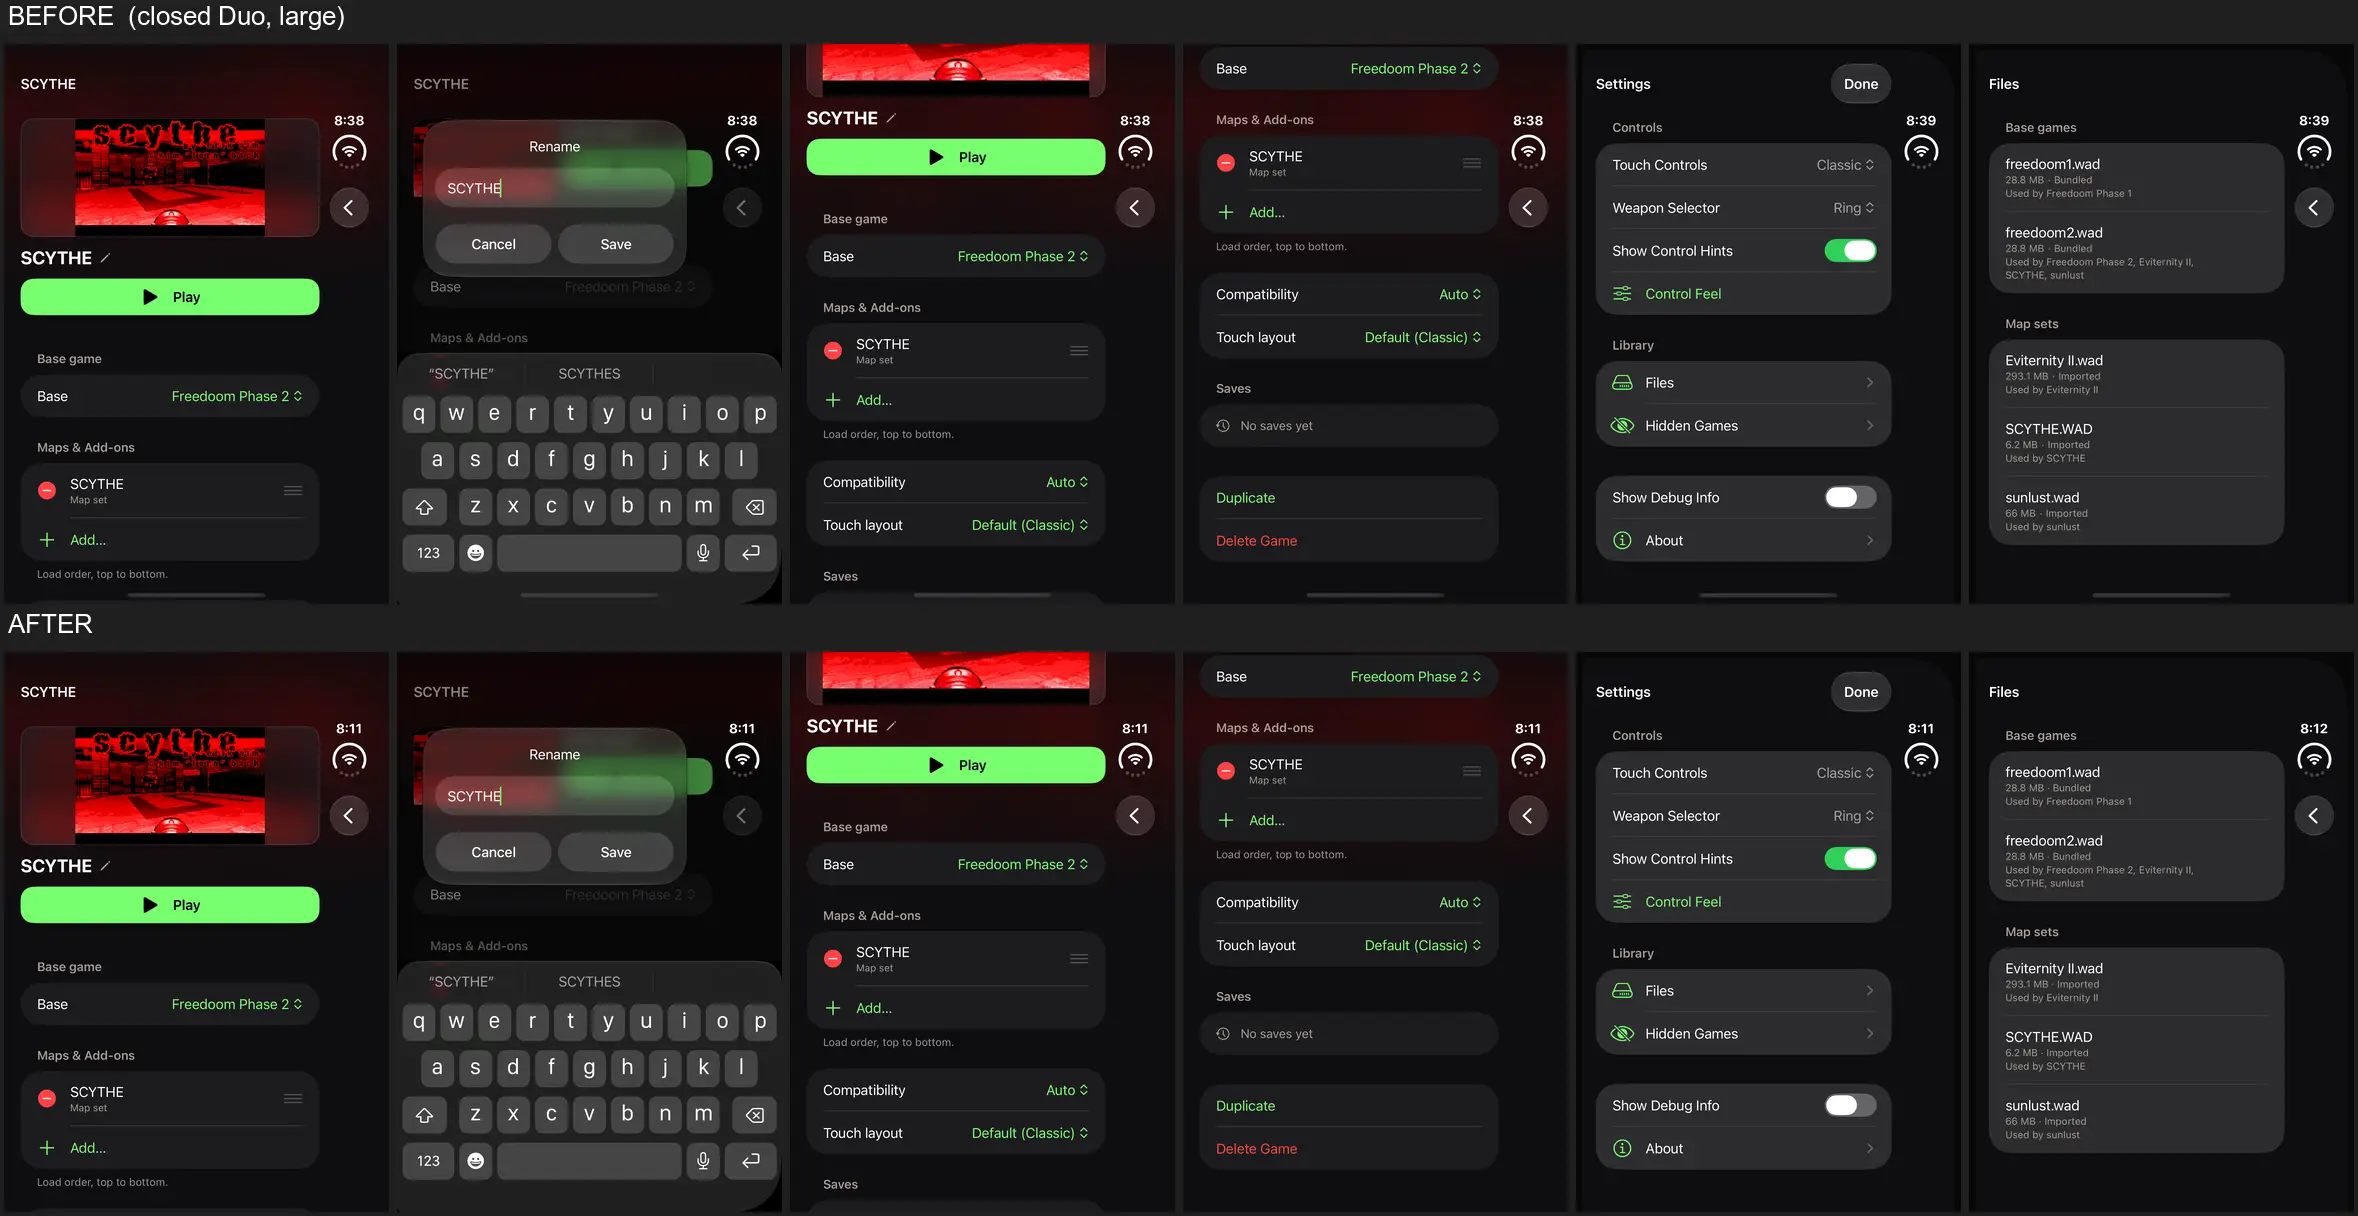 BEFORE (closed Duo, large)
SCYTHE
8:38
SCYTHE
Play
Base game
Base Freedoom Phase 2
Maps & Add-ons
SCYTHE
Map set
Add...
Load order, top to bottom.
SCYTHE
8:38
Rename
SCYTHE
Cancel Save
Base Freedoom Phase 2
Maps & Add-ons
“SCYTHE” SCYTHES
q w e r t y u i o p
a s d f g h j k l
z x c v b n m
123
8:38
SCYTHE
Play
Base game
Base Freedoom Phase 2
Maps & Add-ons
SCYTHE
Map set
Add...
Load order, top to bottom.
Compatibility Auto
Touch layout Default (Classic)
Saves
Base Freedoom Phase 2
8:38
Maps & Add-ons
SCYTHE
Map set
Add...
Load order, top to bottom.
Compatibility Auto
Touch layout Default (Classic)
Saves
No saves yet
Duplicate
Delete Game
Settings Done
8:39
Controls
Touch Controls Classic
Weapon Selector Ring
Show Control Hints
Control Feel
Library
Files
Hidden Games
Show Debug Info
About
Files
8:39
Base games
freedoom1.wad
28.8 MB · Bundled
Used by Freedoom Phase 1
freedoom2.wad
28.8 MB · Bundled
Used by Freedoom Phase 2, Eviternity II,
SCYTHE, sunlust
Map sets
Eviternity II.wad
293.1 MB · Imported
Used by Eviternity II
SCYTHE.WAD
6.2 MB · Imported
Used by SCYTHE
sunlust.wad
66 MB · Imported
Used by sunlust
AFTER
SCYTHE
8:11
scythe
SCYTHE
Play
Base game
Base Freedoom Phase 2
Maps & Add-ons
SCYTHE
Map set
Add...
Load order, top to bottom.
SCYTHE
8:11
Rename
SCYTHE
Cancel Save
Base Freedoom Phase 2
Maps & Add-ons
“SCYTHE” SCYTHES
q w e r t y u i o p
a s d f g h j k l
z x c v b n m
123
8:11
SCYTHE
Play
Base game
Base Freedoom Phase 2
Maps & Add-ons
SCYTHE
Map set
Add...
Load order, top to bottom.
Compatibility Auto
Touch layout Default (Classic)
Saves
Base Freedoom Phase 2
8:11
Maps & Add-ons
SCYTHE
Map set
Add...
Load order, top to bottom.
Compatibility Auto
Touch layout Default (Classic)
Saves
No saves yet
Duplicate
Delete Game
Settings Done
8:11
Controls
Touch Controls Classic
Weapon Selector Ring
Show Control Hints
Control Feel
Library
Files
Hidden Games
Show Debug Info
About
Files
8:12
Base games
freedoom1.wad
28.8 MB · Bundled
Used by Freedoom Phase 1
freedoom2.wad
28.8 MB · Bundled
Used by Freedoom Phase 2, Eviternity II,
SCYTHE, sunlust
Map sets
Eviternity II.wad
293.1 MB · Imported
Used by Eviternity II
SCYTHE.WAD
6.2 MB · Imported
Used by SCYTHE
sunlust.wad
66 MB · Imported
Used by sunlust